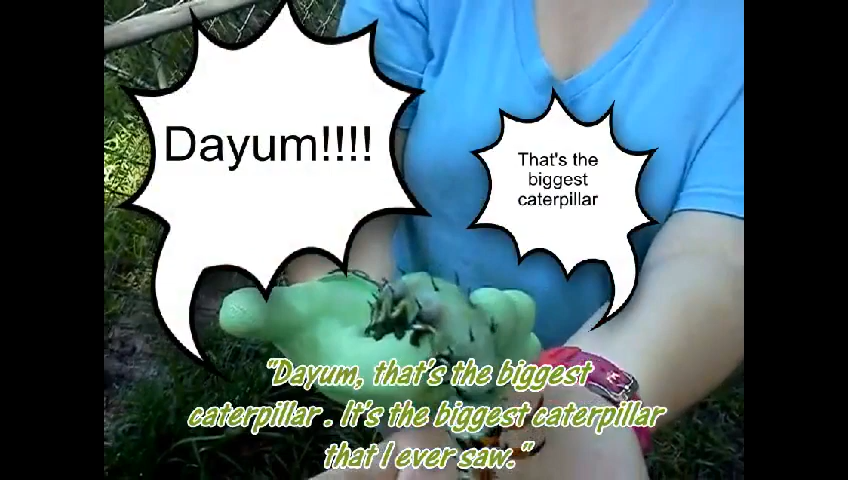 Dayum!!!!
That's the
biggest
caterpillar
"Dayum, that's the biggest
caterpillar . It's the biggest caterpillar
that I ever saw."